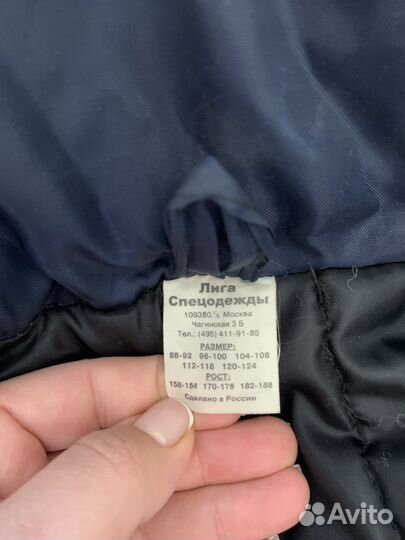 Лига
Спецодежды
109380, г. Москва
Чагинская 3 Б
Тел.: (495) 411-91-85
РАЗМЕР:
88-92 96-100 104-108
112-116 120-124
РОСТ:
158-164 170-176 182-188
Сделано в России
Avito